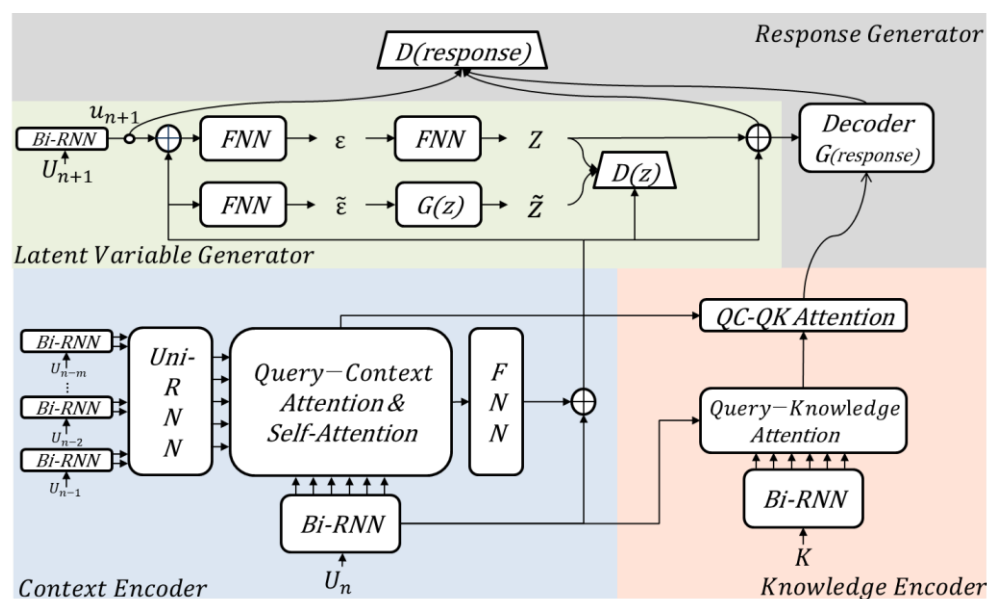 Response Generator
D(response)
u_{n+1}
Bi-RNN
U_{n+1}
FNN
ε
FNN
Z
Decoder
G(response)
D(z)
FNN
ε̃
G(z)
Z̃
Latent Variable Generator
Bi-RNN
U_{n-m}
⋮
Bi-RNN
U_{n-2}
Bi-RNN
U_{n-1}
Uni-
R
N
N
Query-Context
Attention &
Self-Attention
F
N
N
Bi-RNN
U_n
Context Encoder
QC-QK Attention
Query-Knowledge
Attention
Bi-RNN
K
Knowledge Encoder